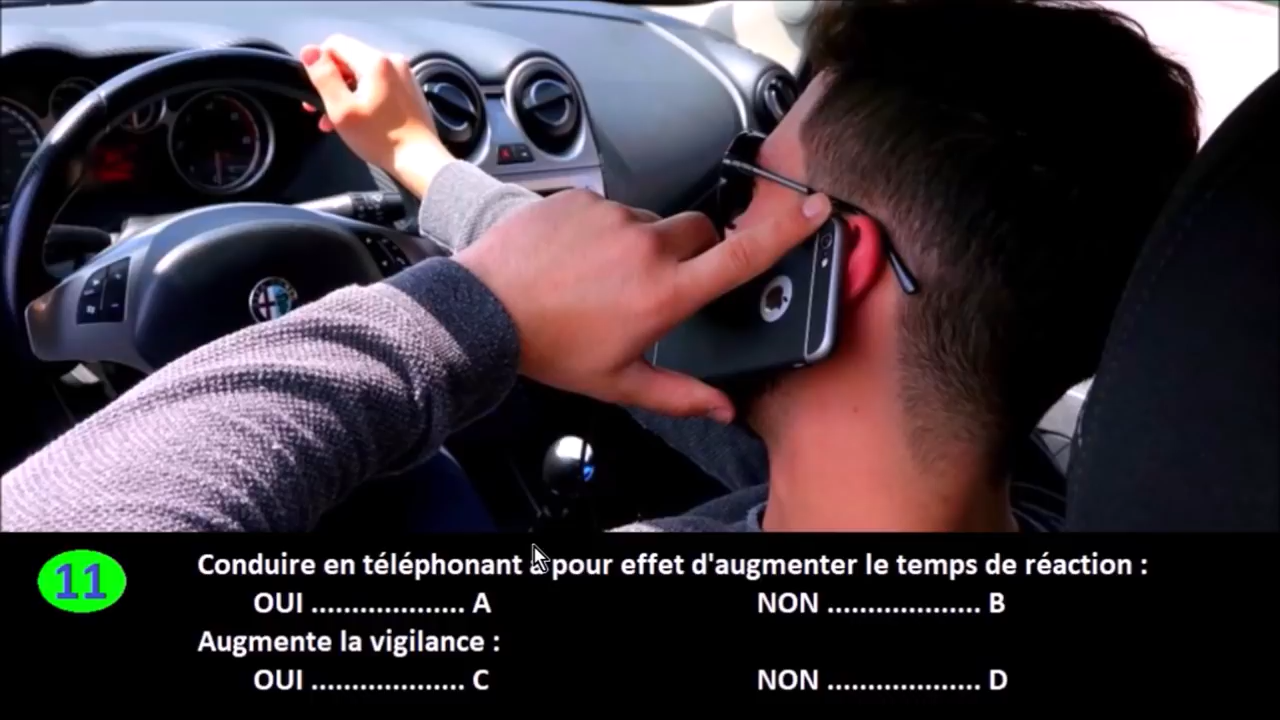 11
Conduire en téléphonant a pour effet d'augmenter le temps de réaction :
OUI ................... A NON ................... B
Augmente la vigilance :
OUI ................... C NON ................... D